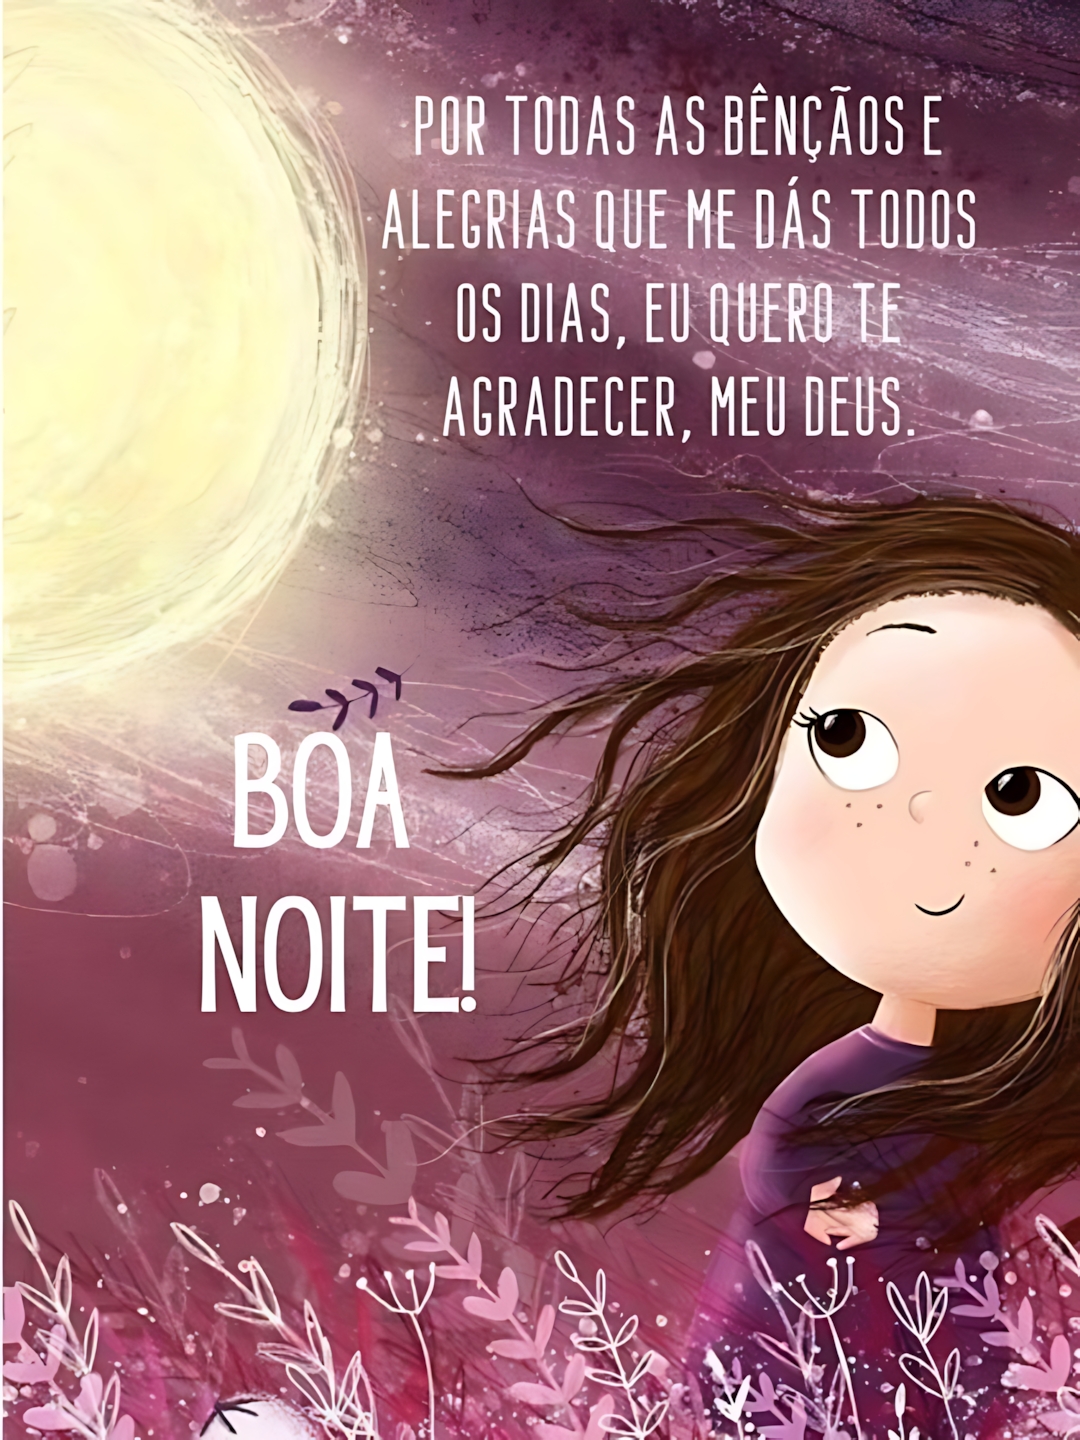 POR TODAS AS BÊNÇÃOS E
ALEGRIAS QUE ME DÁS TODOS
OS DIAS, EU QUERO TE
AGRADECER, MEU DEUS.
BOA
NOITE!